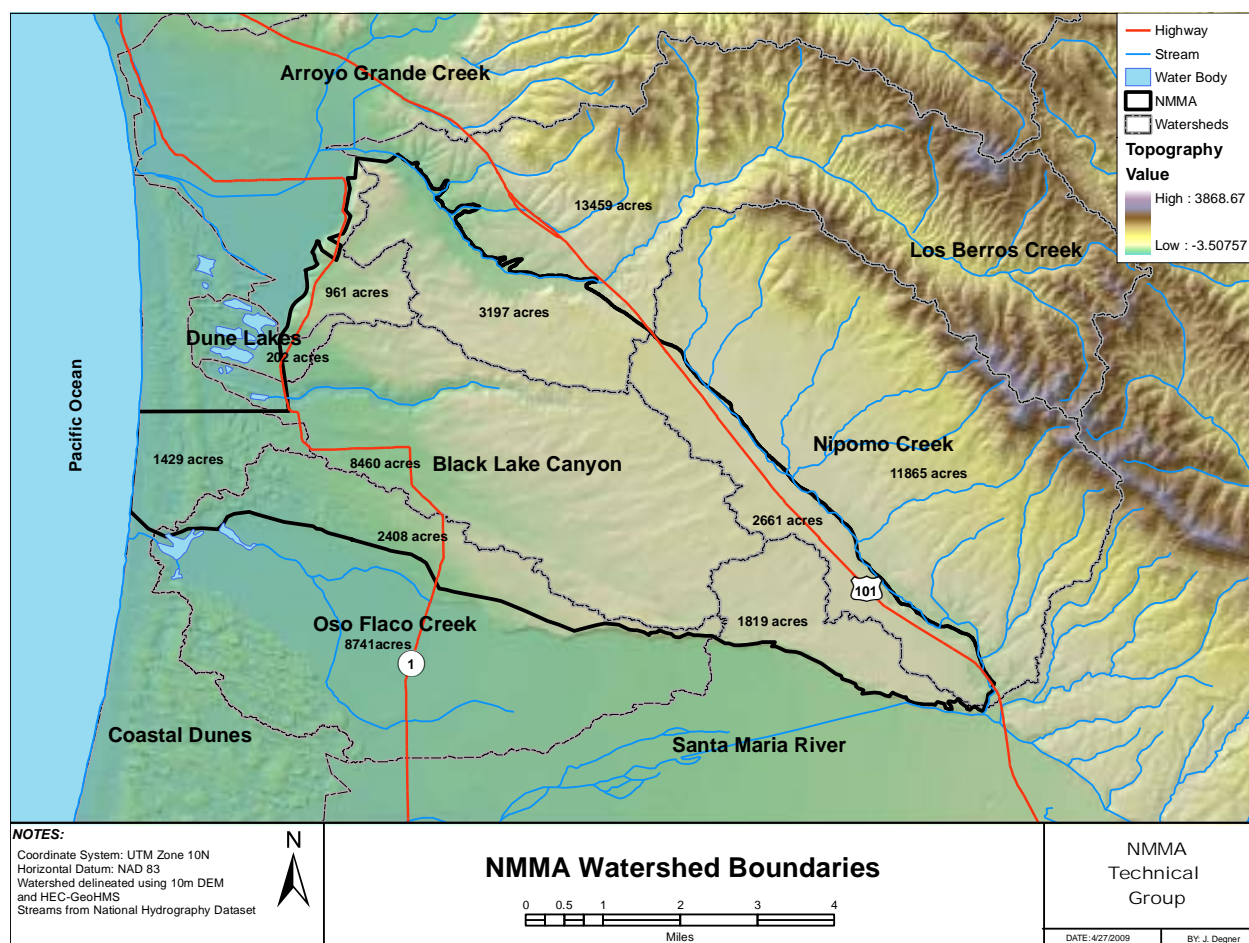 Arroyo Grande Creek
13459 acres
Los Berros Creek
961 acres
3197 acres
Dune Lakes
202 acres
Pacific Ocean
1429 acres
8460 acres
Black Lake Canyon
Nipomo Creek
11865 acres
2661 acres
2408 acres
101
Oso Flaco Creek
8741acres
1819 acres
1
Coastal Dunes
Santa Maria River
Highway
Stream
Water Body
NMMA
Watersheds
Topography
Value
High : 3868.67
Low : -3.50757
NOTES:
Coordinate System: UTM Zone 10N
Horizontal Datum: NAD 83
Watershed delineated using 10m DEM
and HEC-GeoHMS
Streams from National Hydrography Dataset
N
NMMA Watershed Boundaries
0 0.5 1 2 3 4
Miles
NMMA
Technical
Group
DATE:4/27/2009 BY: J. Degner